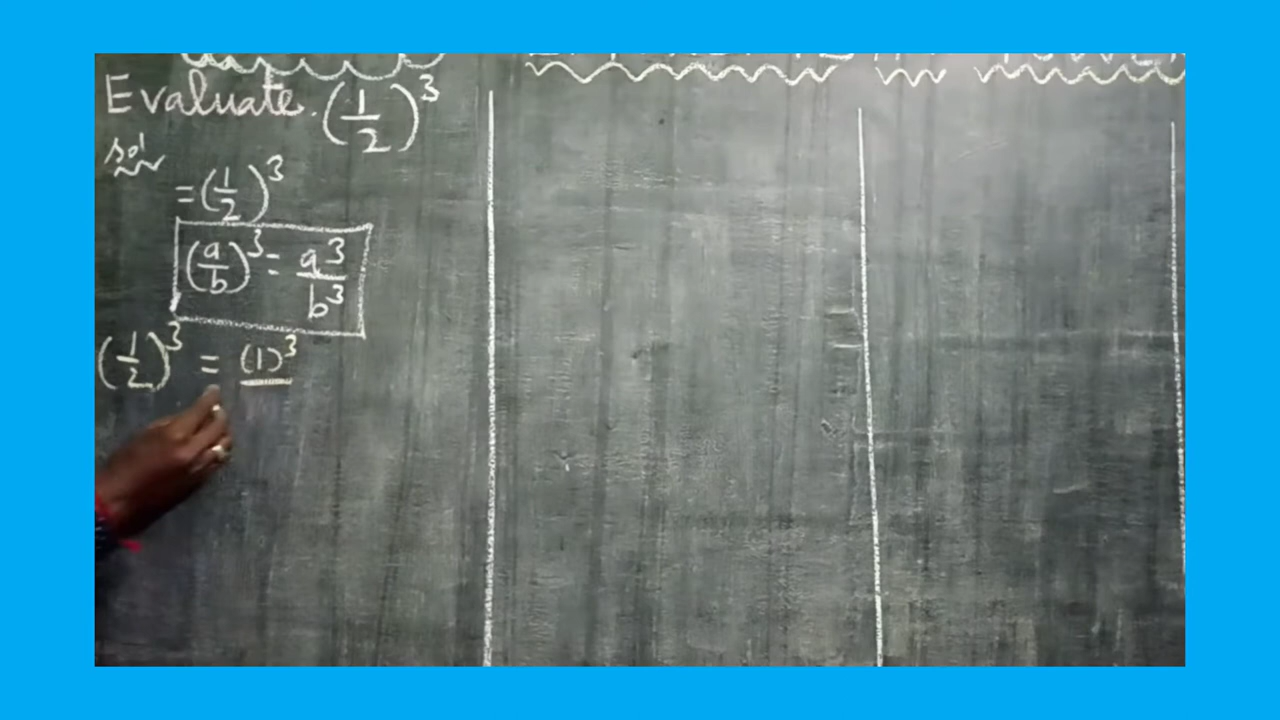 Evaluate. (1/2)^3
sol
= (1/2)^3
(a/b)^3 = a^3/b^3
(1/2)^3 = (1)^3